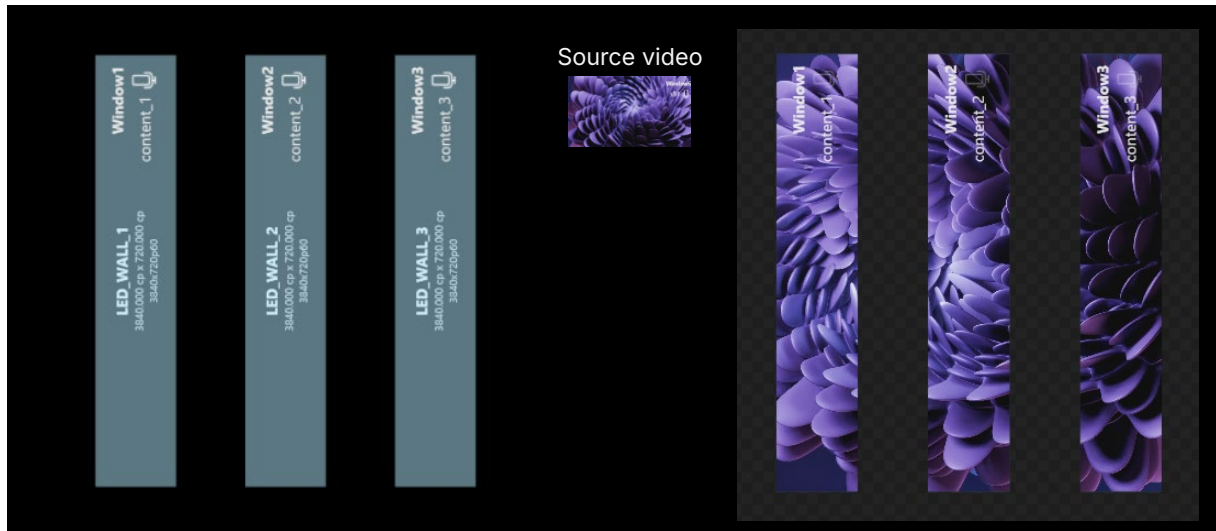 Window1
content_1
LED_WALL_1
3840.000 cp x 720.000 cp
3840x720p60
Window2
content_2
LED_WALL_2
3840.000 cp x 720.000 cp
3840x720p60
Window3
content_3
LED_WALL_3
3840.000 cp x 720.000 cp
3840x720p60
Source video
Window1
content_1
Window2
content_2
Window3
content_3